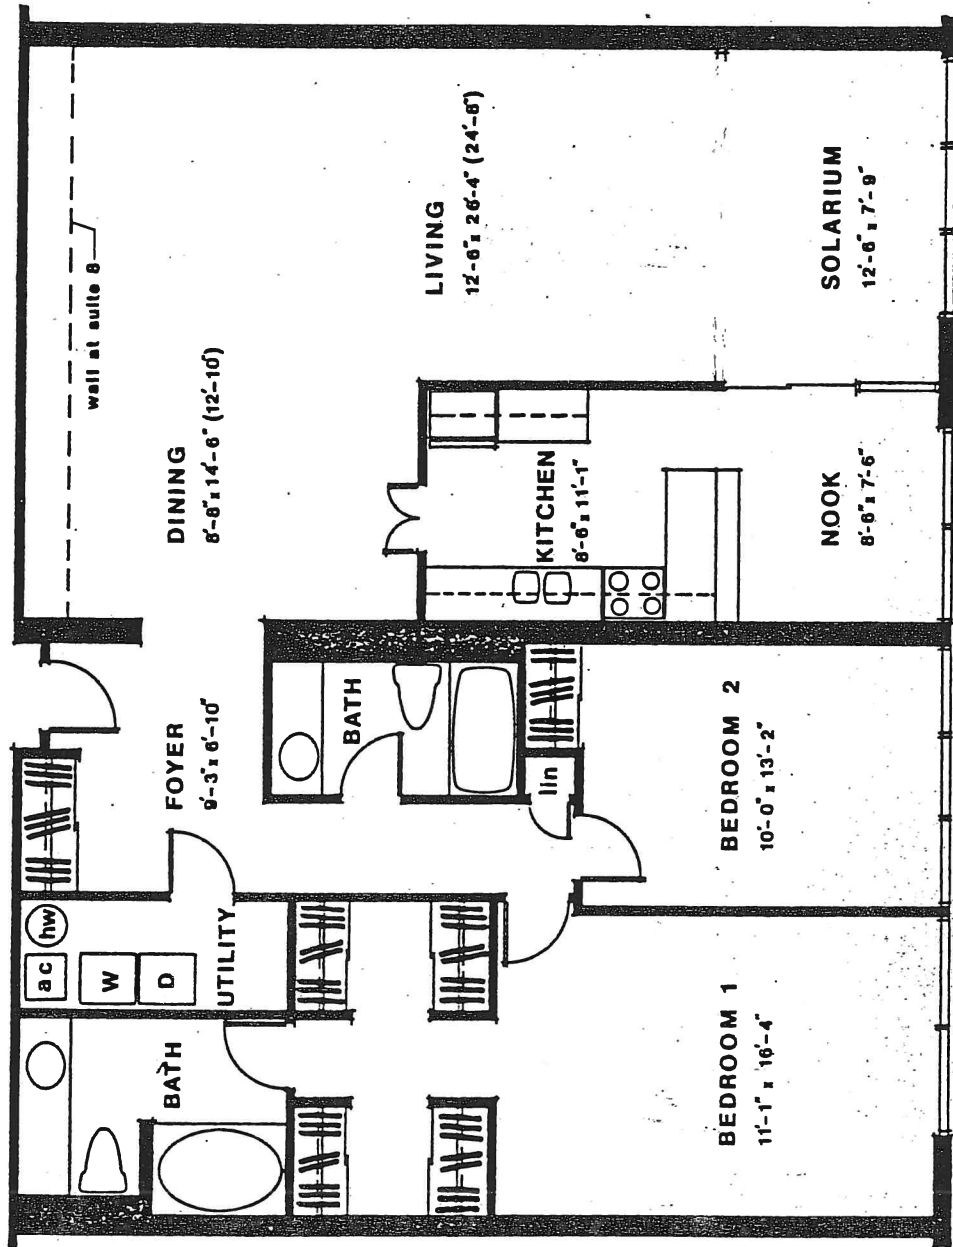 ac
hw
wall at suite 8
W
D
BATH
FOYER
9'-3" x 6'-10"
DINING
8'-8" x 14'-6" (12'-10")
UTILITY
BATH
LIVING
12'-6" x 26'-4" (24'-8")
lin
KITCHEN
8'-6" x 11'-1"
BEDROOM 1
11'-1" x 16'-4"
BEDROOM 2
10'-0" x 13'-2"
NOOK
8'-6" x 7'-6"
SOLARIUM
12'-6" x 7'-9"